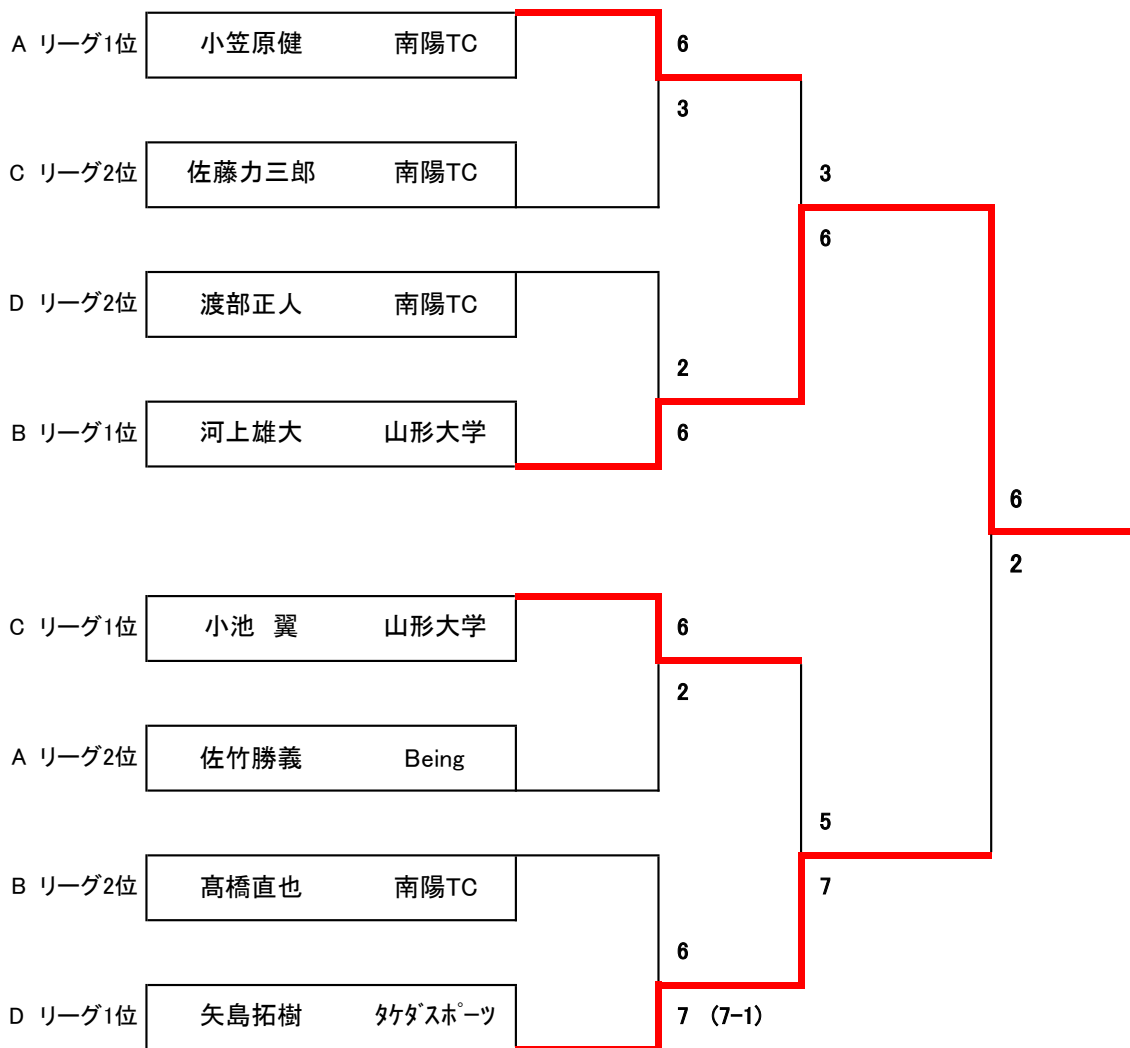 A リーグ1位 小笠原健 南陽TC 6
3
C リーグ2位 佐藤力三郎 南陽TC 3
6
D リーグ2位 渡部正人 南陽TC
2
B リーグ1位 河上雄大 山形大学 6
6
2
C リーグ1位 小池 翼 山形大学 6
2
A リーグ2位 佐竹勝義 Being
5
B リーグ2位 髙橋直也 南陽TC 7
6
D リーグ1位 矢島拓樹 ﾀｹﾀﾞｽﾎﾟｰﾂ 7 (7-1)